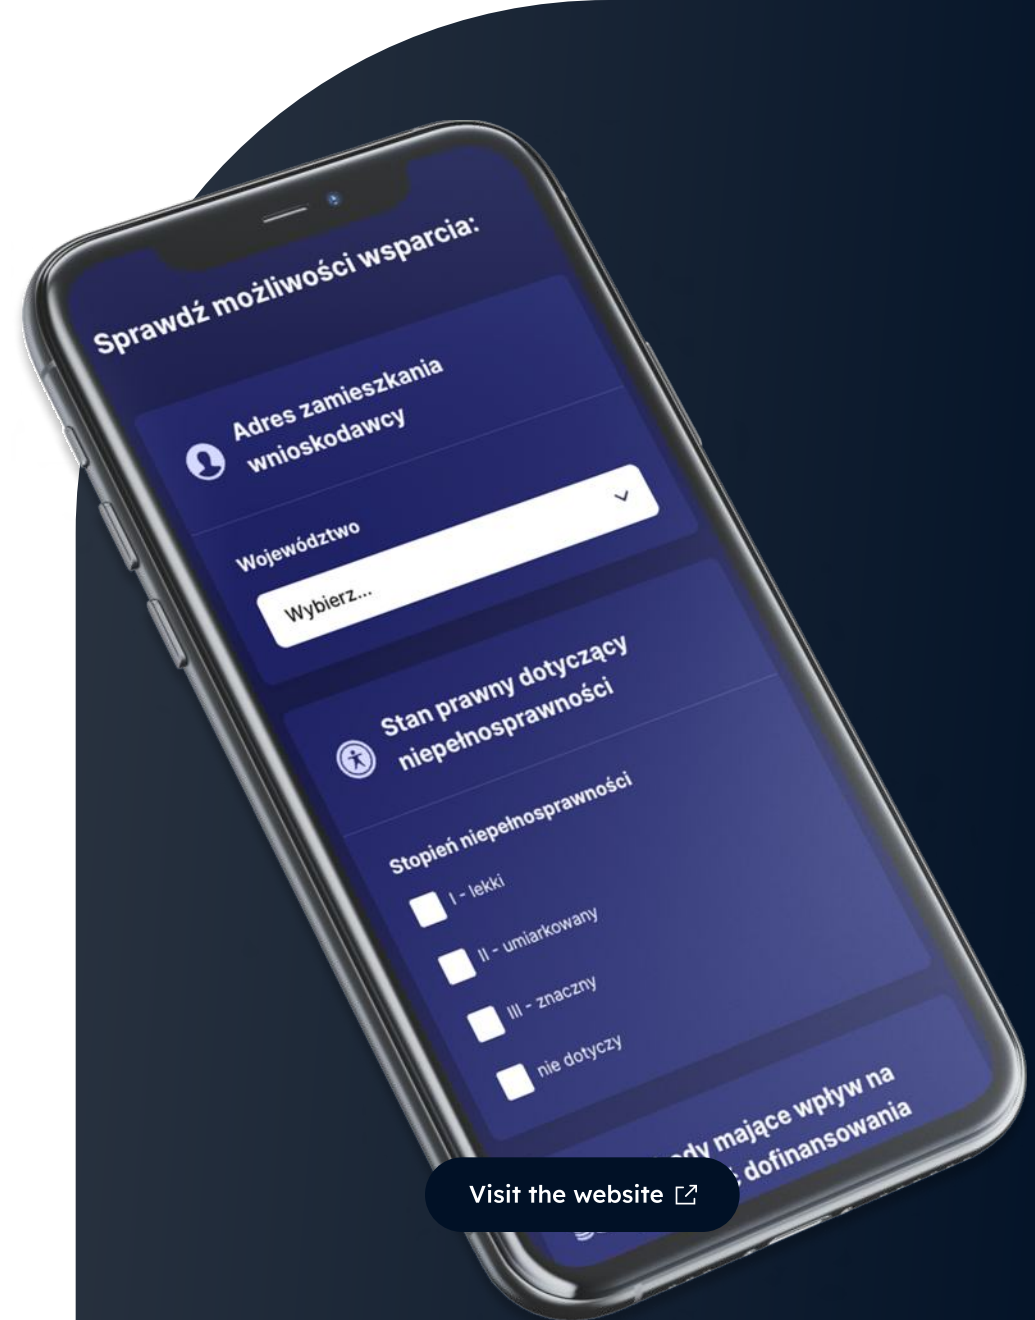 Sprawdź możliwości wsparcia:
Adres zamieszkania
wnioskodawcy
Województwo
Wybierz...
Stan prawny dotyczący
niepełnosprawności
Stopień niepełnosprawności
I - lekki
II - umiarkowany
III - znaczny
nie dotyczy
mające wpływ na
dofinansowania
Visit the website